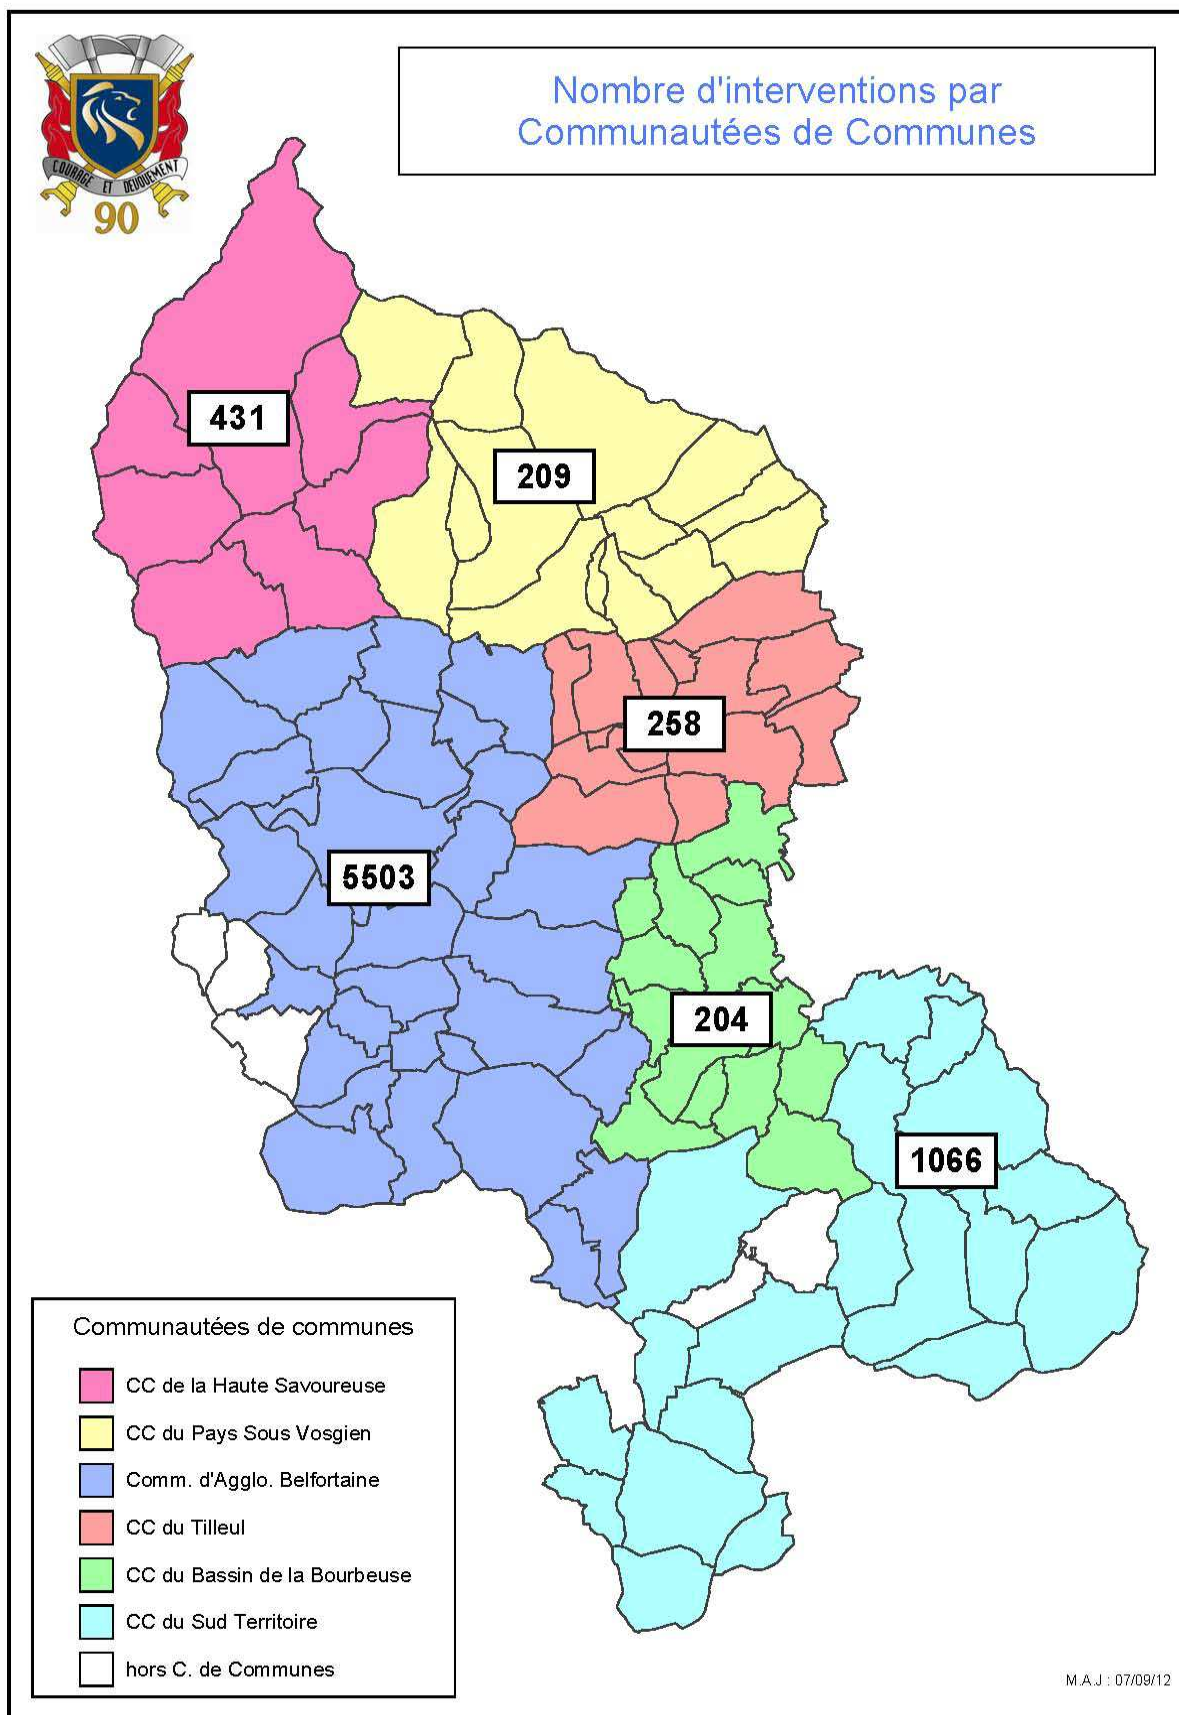 COURAGE ET DEVOUEMENT
90
Nombre d'interventions par
Communautées de Communes
431
209
258
5503
204
1066
Communautées de communes
CC de la Haute Savoureuse
CC du Pays Sous Vosgien
Comm. d'Agglo. Belfortaine
CC du Tilleul
CC du Bassin de la Bourbeuse
CC du Sud Territoire
hors C. de Communes
M.A.J : 07/09/12